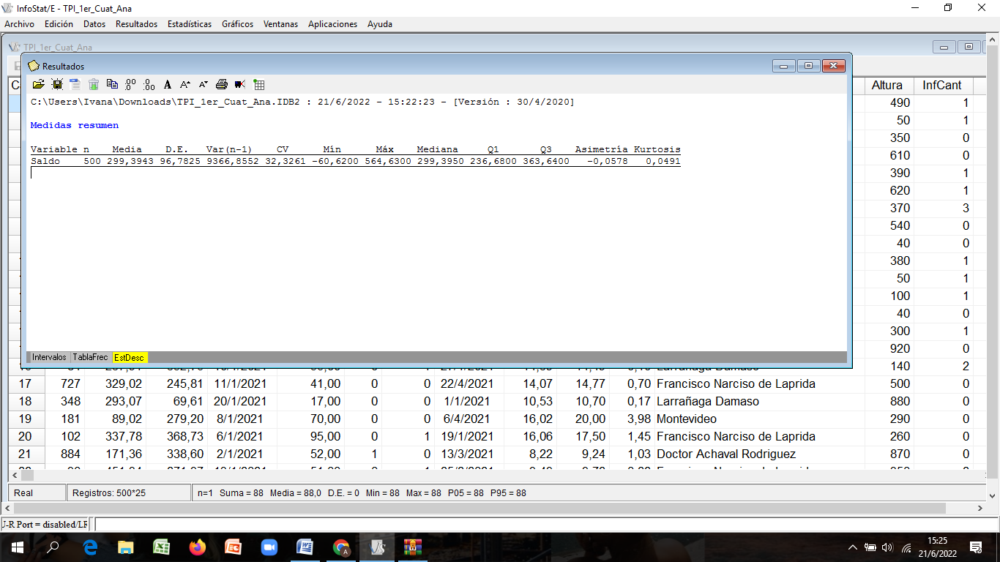 InfoStat/E - TPI_1er_Cuat_Ana
Archivo Edición Datos Resultados Estadísticas Gráficos Ventanas Aplicaciones Ayuda
TPI_1er_Cuat_Ana
Resultados
C:\Users\Ivana\Downloads\TPI_1er_Cuat_Ana.IDB2 : 21/6/2022 - 15:22:23 - [Versión : 30/4/2020]
Medidas resumen
Variable n Media D.E. Var(n-1) CV Mín Máx Mediana Q1 Q3 Asimetría Kurtosis
Saldo 500 299,3943 96,7825 9366,8552 32,3261 -60,6200 564,6300 299,3950 236,6800 363,6400 -0,0578 0,0491
Intervalos TablaFrec EstDesc
C Altura InfCant
490 1
50 1
350 0
610 0
390 1
620 1
370 3
540 0
40 0
380 1
50 1
100 1
40 0
300 1
920 0
140 2
17 727 329,02 245,81 11/1/2021 41,00 0 0 22/4/2021 14,07 14,77 0,70 Francisco Narciso de Laprida 500 0
18 348 293,07 69,61 20/1/2021 17,00 0 0 1/1/2021 10,53 10,70 0,17 Larrañaga Damaso 880 0
19 181 89,02 279,20 8/1/2021 70,00 0 0 6/4/2021 16,02 20,00 3,98 Montevideo 290 0
20 102 337,78 368,73 6/1/2021 95,00 0 1 19/1/2021 16,06 17,50 1,45 Francisco Narciso de Laprida 260 0
21 884 171,36 338,60 2/1/2021 52,00 1 0 13/3/2021 8,22 9,24 1,03 Doctor Achaval Rodriguez 870 0
Real Registros: 500*25 n=1 Suma = 88 Media = 88,0 D.E. = 0 Min = 88 Max = 88 P05 = 88 P95 = 88
J-R Port = disabled/LF
15:25
21/6/2022